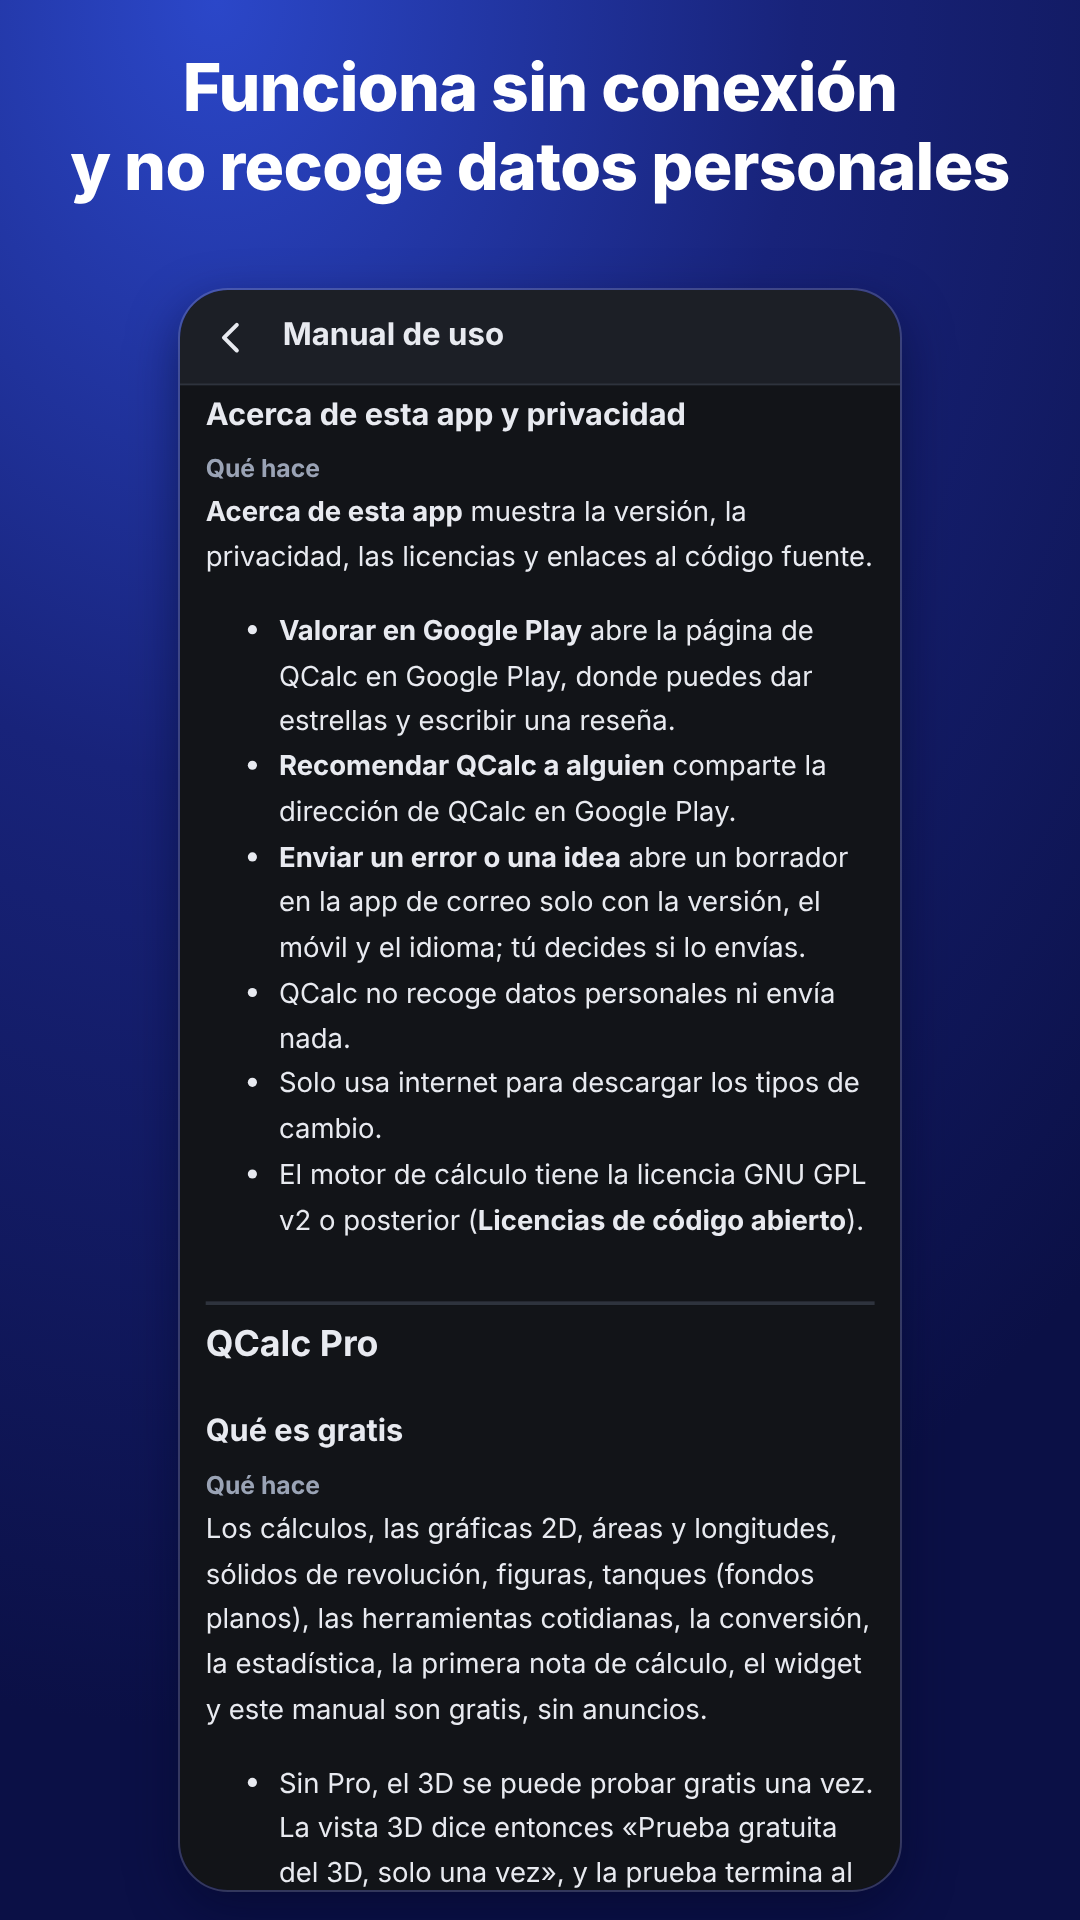 Funciona sin conexión
y no recoge datos personales
Manual de uso
Acerca de esta app y privacidad
Qué hace
Acerca de esta app muestra la versión, la
privacidad, las licencias y enlaces al código fuente.
• Valorar en Google Play abre la página de
QCalc en Google Play, donde puedes dar
estrellas y escribir una reseña.
• Recomendar QCalc a alguien comparte la
dirección de QCalc en Google Play.
• Enviar un error o una idea abre un borrador
en la app de correo solo con la versión, el
móvil y el idioma; tú decides si lo envías.
• QCalc no recoge datos personales ni envía
nada.
• Solo usa internet para descargar los tipos de
cambio.
• El motor de cálculo tiene la licencia GNU GPL
v2 o posterior (Licencias de código abierto).
QCalc Pro
Qué es gratis
Qué hace
Los cálculos, las gráficas 2D, áreas y longitudes,
sólidos de revolución, figuras, tanques (fondos
planos), las herramientas cotidianas, la conversión,
la estadística, la primera nota de cálculo, el widget
y este manual son gratis, sin anuncios.
• Sin Pro, el 3D se puede probar gratis una vez.
La vista 3D dice entonces «Prueba gratuita
del 3D, solo una vez», y la prueba termina al